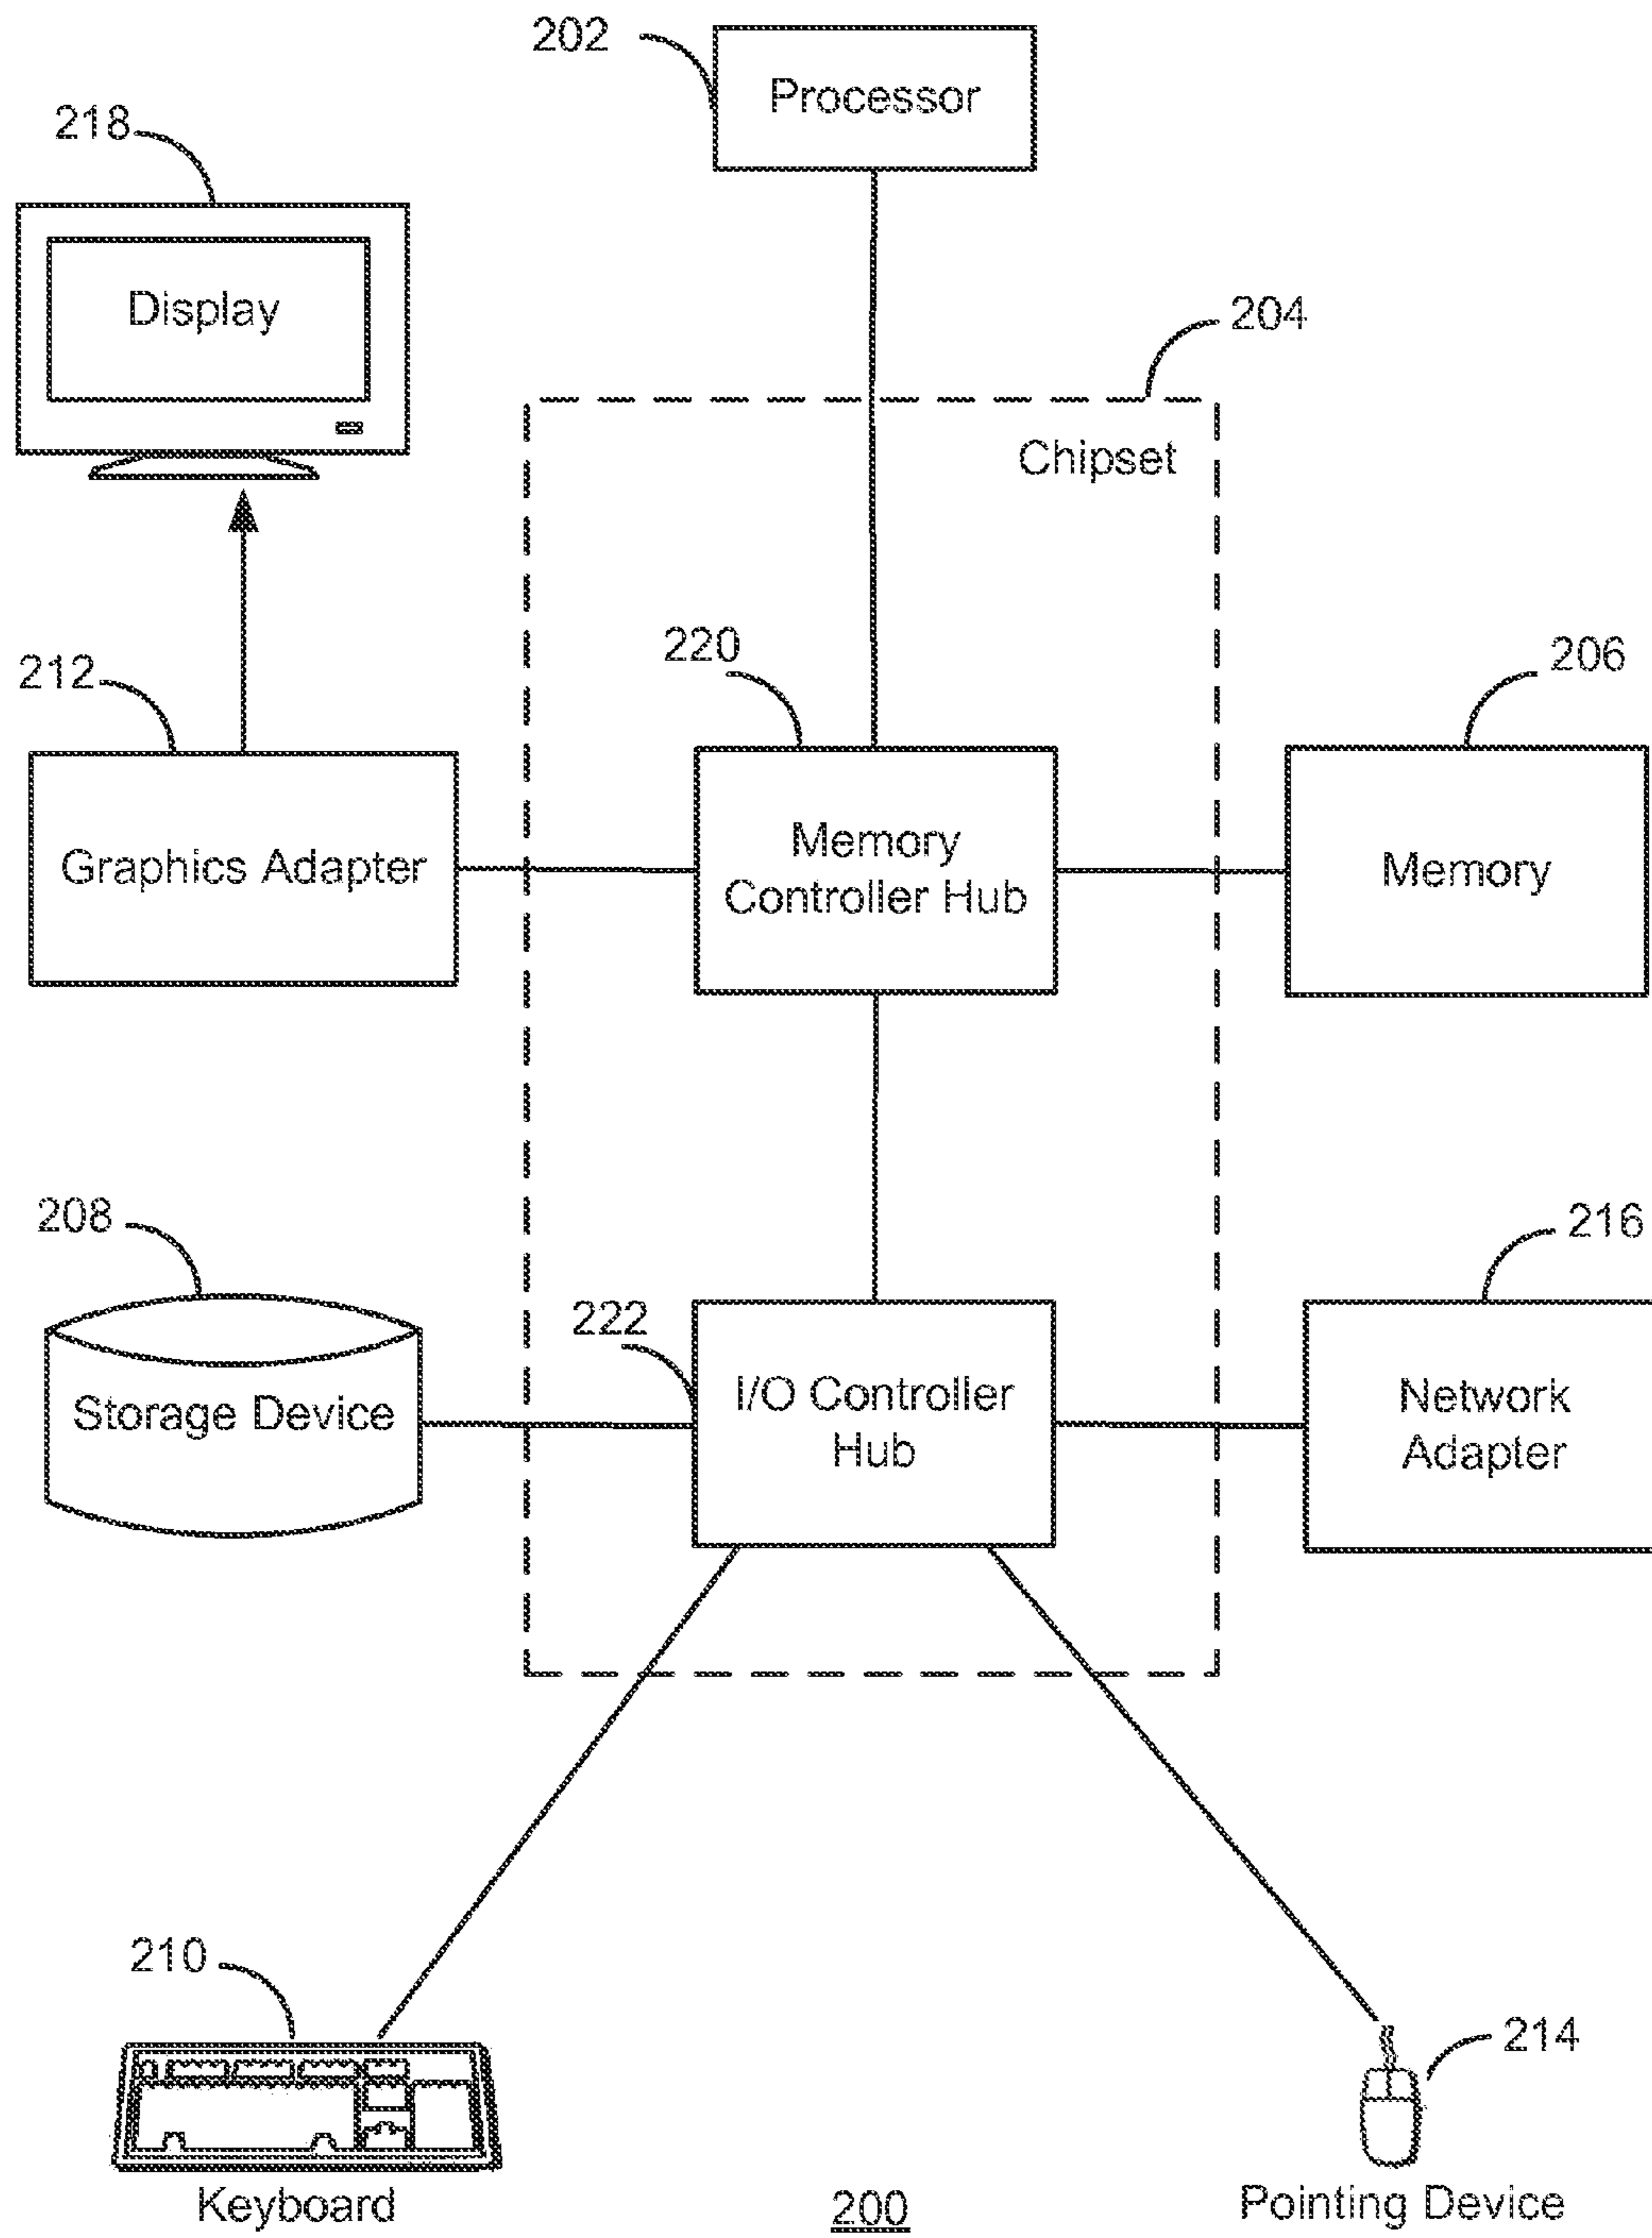 202
Processor
218
Display
204
Chipset
220
206
212
Memory
Controller Hub
Graphics Adapter
Memory
208
216
222
I/O Controller
Hub
Storage Device
Network
Adapter
210
214
Keyboard
200
Pointing Device